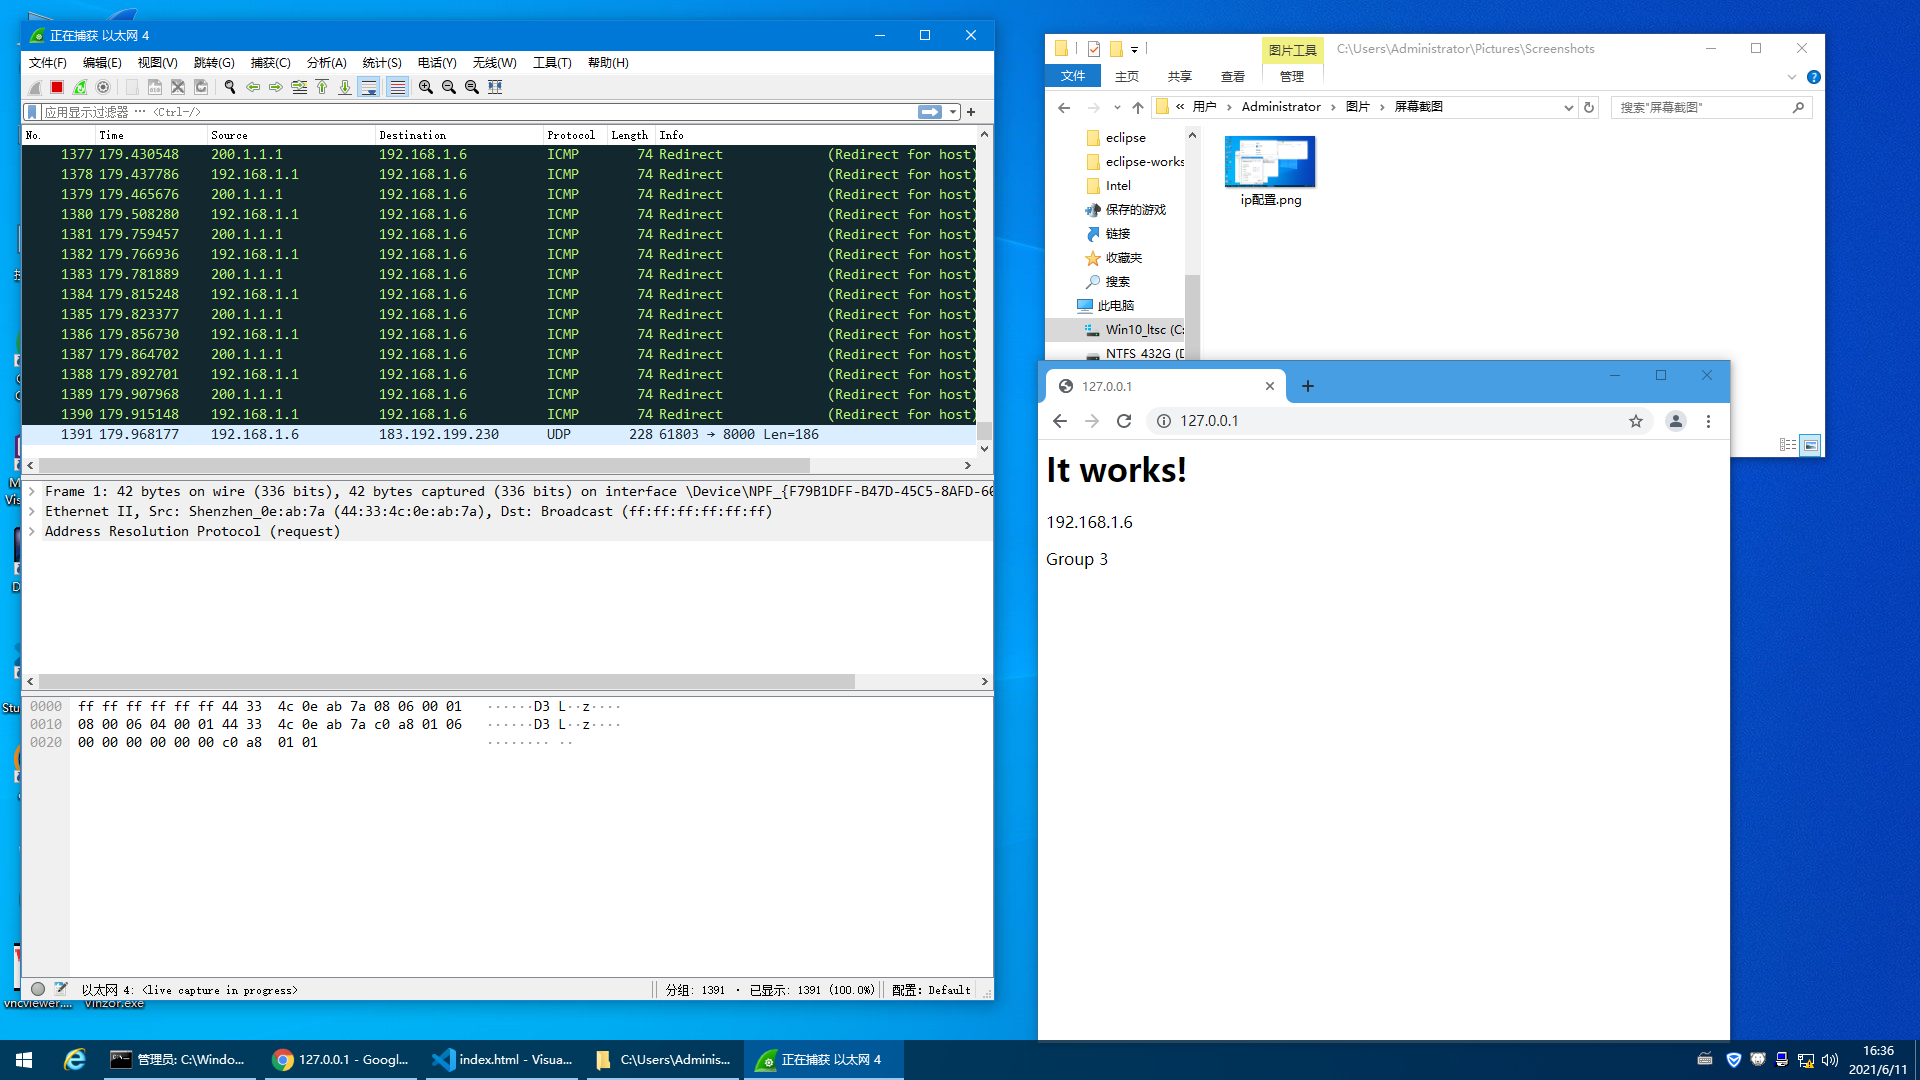 正在捕获 以太网 4
文件(F) 编辑(E) 视图(V) 跳转(G) 捕获(C) 分析(A) 统计(S) 电话(Y) 无线(W) 工具(T) 帮助(H)
应用显示过滤器 … <Ctrl-/>
No. Time Source Destination Protocol Length Info
1377 179.430548 200.1.1.1 192.168.1.6 ICMP 74 Redirect (Redirect for host)
1378 179.437786 192.168.1.1 192.168.1.6 ICMP 74 Redirect (Redirect for host)
1379 179.465676 200.1.1.1 192.168.1.6 ICMP 74 Redirect (Redirect for host)
1380 179.508280 192.168.1.1 192.168.1.6 ICMP 74 Redirect (Redirect for host)
1381 179.759457 200.1.1.1 192.168.1.6 ICMP 74 Redirect (Redirect for host)
1382 179.766936 192.168.1.1 192.168.1.6 ICMP 74 Redirect (Redirect for host)
1383 179.781889 200.1.1.1 192.168.1.6 ICMP 74 Redirect (Redirect for host)
1384 179.815248 192.168.1.1 192.168.1.6 ICMP 74 Redirect (Redirect for host)
1385 179.823377 200.1.1.1 192.168.1.6 ICMP 74 Redirect (Redirect for host)
1386 179.856730 192.168.1.1 192.168.1.6 ICMP 74 Redirect (Redirect for host)
1387 179.864702 200.1.1.1 192.168.1.6 ICMP 74 Redirect (Redirect for host)
1388 179.892701 192.168.1.1 192.168.1.6 ICMP 74 Redirect (Redirect for host)
1389 179.907968 200.1.1.1 192.168.1.6 ICMP 74 Redirect (Redirect for host)
1390 179.915148 192.168.1.1 192.168.1.6 ICMP 74 Redirect (Redirect for host)
1391 179.968177 192.168.1.6 183.192.199.230 UDP 228 61803 → 8000 Len=186
Frame 1: 42 bytes on wire (336 bits), 42 bytes captured (336 bits) on interface \Device\NPF_{F79B1DFF-B47D-45C5-8AFD-60
Ethernet II, Src: Shenzhen_0e:ab:7a (44:33:4c:0e:ab:7a), Dst: Broadcast (ff:ff:ff:ff:ff:ff)
Address Resolution Protocol (request)
0000 ff ff ff ff ff ff 44 33 4c 0e ab 7a 08 06 00 01 ······D3 L··z····
0010 08 00 06 04 00 01 44 33 4c 0e ab 7a c0 a8 01 06 ······D3 L··z····
0020 00 00 00 00 00 00 c0 a8 01 01 ········ ··
以太网 4: <live capture in progress> 分组: 1391 · 已显示: 1391 (100.0%) 配置: Default
图片工具 C:\Users\Administrator\Pictures\Screenshots
文件 主页 共享 查看 管理
« 用户 › Administrator › 图片 › 屏幕截图
搜索"屏幕截图"
eclipse
eclipse-works
Intel
保存的游戏
链接
收藏夹
搜索
此电脑
Win10_ltsc (C:
NTFS_432G (D
ip配置.png
127.0.0.1
127.0.0.1
It works!
192.168.1.6
Group 3
vncviewer.... vinzor.exe
管理员: C:\Windo... 127.0.0.1 - Googl... index.html - Visua... C:\Users\Adminis... 正在捕获 以太网 4
16:36
2021/6/11